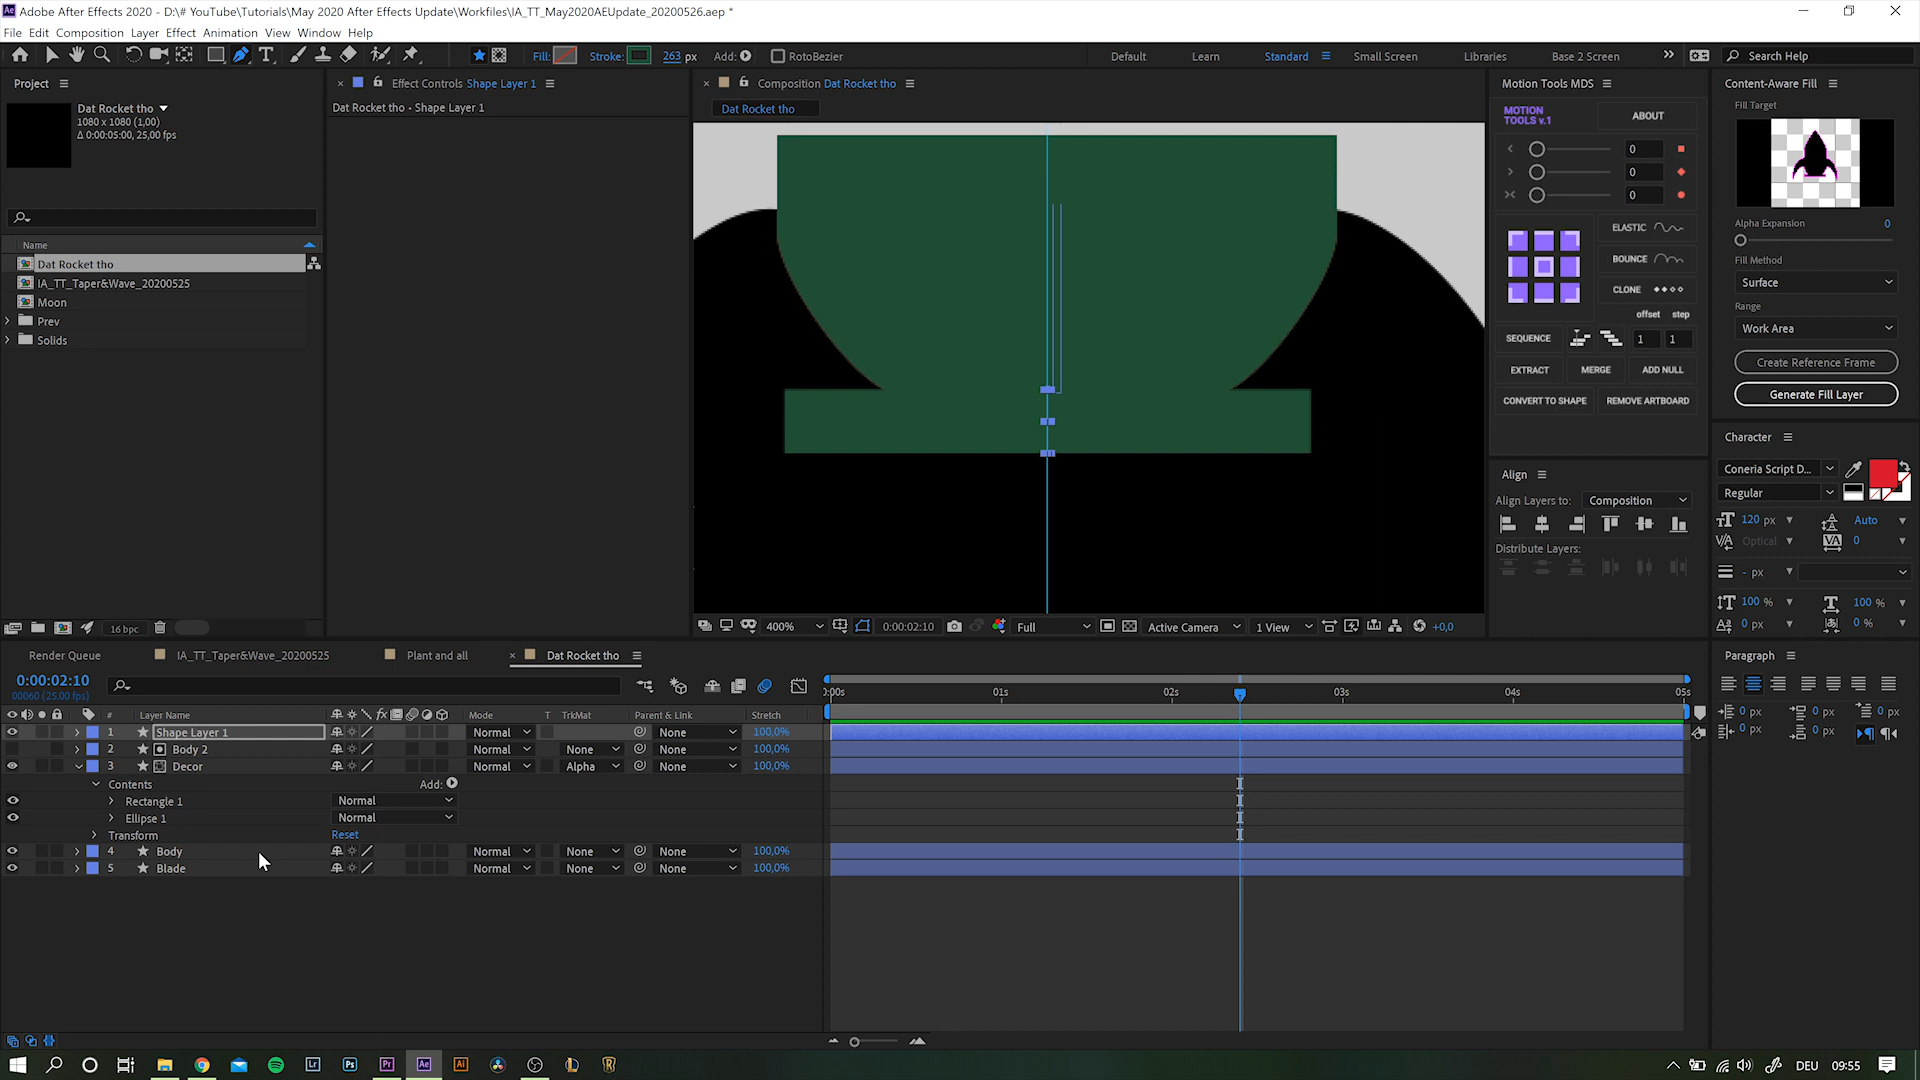 Adobe After Effects 2020 - D:\# YouTube\Tutorials\May 2020 After Effects Update\Workfiles\IA_TT_May2020AEUpdate_20200526.aep *
File Edit Composition Layer Effect Animation View Window Help
Fill: Stroke: 263 px Add: RotoBezier Default Learn Standard Small Screen Libraries Base 2 Screen Search Help
Project
Dat Rocket tho
1080 x 1080 (1,00)
Δ 0:00:05:00, 25,00 fps
Name
Dat Rocket tho
IA_TT_Taper&Wave_20200525
Moon
Prev
Solids
16 bpc
Effect Controls Shape Layer 1
Dat Rocket tho • Shape Layer 1
Composition Dat Rocket tho
Dat Rocket tho
400% 0:00:02:10 Full Active Camera 1 View +0,0
Motion Tools MDS
MOTION TOOLS v.1 ABOUT
0
0
0
ELASTIC
BOUNCE
CLONE
offset step
SEQUENCE 1 1
EXTRACT MERGE ADD NULL
CONVERT TO SHAPE REMOVE ARTBOARD
Align
Align Layers to: Composition
Distribute Layers:
Content-Aware Fill
Fill Target
Alpha Expansion 0
Fill Method
Surface
Range
Work Area
Create Reference Frame
Generate Fill Layer
Character
Coneria Script D...
Regular
120 px Auto
Optical 0
- px
100 % 100 %
0 px 0 %
Paragraph
0 px 0 px 0 px
0 px 0 px
Render Queue IA_TT_Taper&Wave_20200525 Plant and all Dat Rocket tho
0:00:02:10
00060 (25.00 fps)
:00s 01s 02s 03s 04s 05s
# Layer Name Mode T TrkMat Parent & Link Stretch
1 Shape Layer 1 Normal None 100,0%
2 Body 2 Normal None None 100,0%
3 Decor Normal Alpha None 100,0%
Contents Add:
Rectangle 1 Normal
Ellipse 1 Normal
Transform Reset
4 Body Normal None None 100,0%
5 Blade Normal None None 100,0%
DEU 09:55